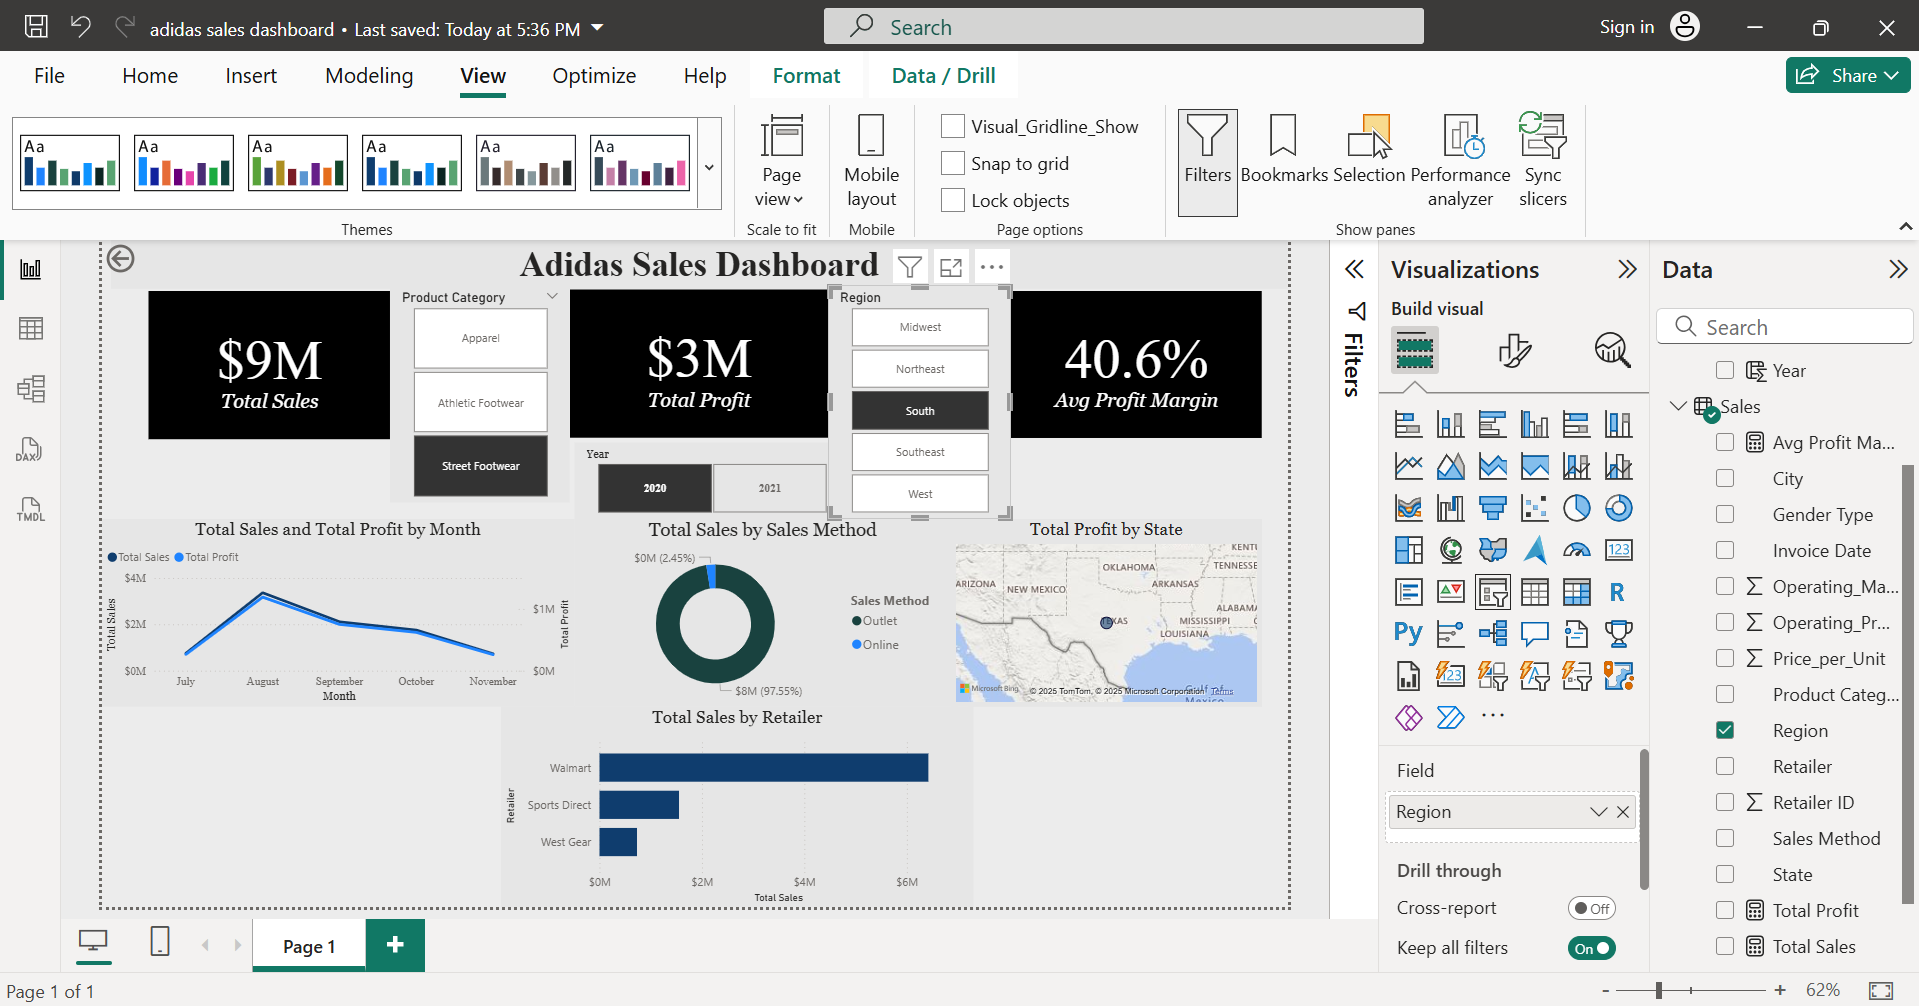 adidas sales dashboard • Last saved: Today at 5:36 PM
Search
Sign in
File Home Insert Modeling View Optimize Help Format Data / Drill
Share
Aa Aa Aa Aa Aa Aa
Themes
Page view
Scale to fit
Mobile layout
Mobile
Visual_Gridline_Show
Snap to grid
Lock objects
Page options
Filters
Bookmarks
Selection
Performance analyzer
Sync slicers
Show panes
DAX
TMDL
Adidas Sales Dashboard
$9M
Total Sales
Product Category
Apparel
Athletic Footwear
Street Footwear
$3M
Total Profit
Year
2020
2021
Region
Midwest
Northeast
South
Southeast
West
40.6%
Avg Profit Margin
Total Sales and Total Profit by Month
Total Sales Total Profit
Total Sales
$4M
$2M
$0M
$1M
$0M
Total Profit
July August September October November
Month
Total Sales by Sales Method
$0M (2.45%)
$8M (97.55%)
Sales Method
Outlet
Online
Total Profit by State
KENTU
TENNESSE
OKLAHOMA
ARIZONA
ARKANSAS
NEW MEXICO
ALABAMA
TEXAS
MISSISSIPPI
LOUISIANA
Gulf of
Mexico
Microsoft Bing
© 2025 TomTom, © 2025 Microsoft Corporation Terms
Total Sales by Retailer
Retailer
Walmart
Sports Direct
West Gear
$0M $2M $4M $6M
Total Sales
Filters
Visualizations
Build visual
123
R
Py
123
Field
Region
Drill through
Cross-report
Off
Keep all filters
On
Data
Search
Year
Sales
Avg Profit Ma...
City
Gender Type
Invoice Date
Operating_Ma...
Operating_Pr...
Price_per_Unit
Product Categ...
Region
Retailer
Retailer ID
Sales Method
State
Total Profit
Total Sales
Page 1
+
Page 1 of 1
- + 62%